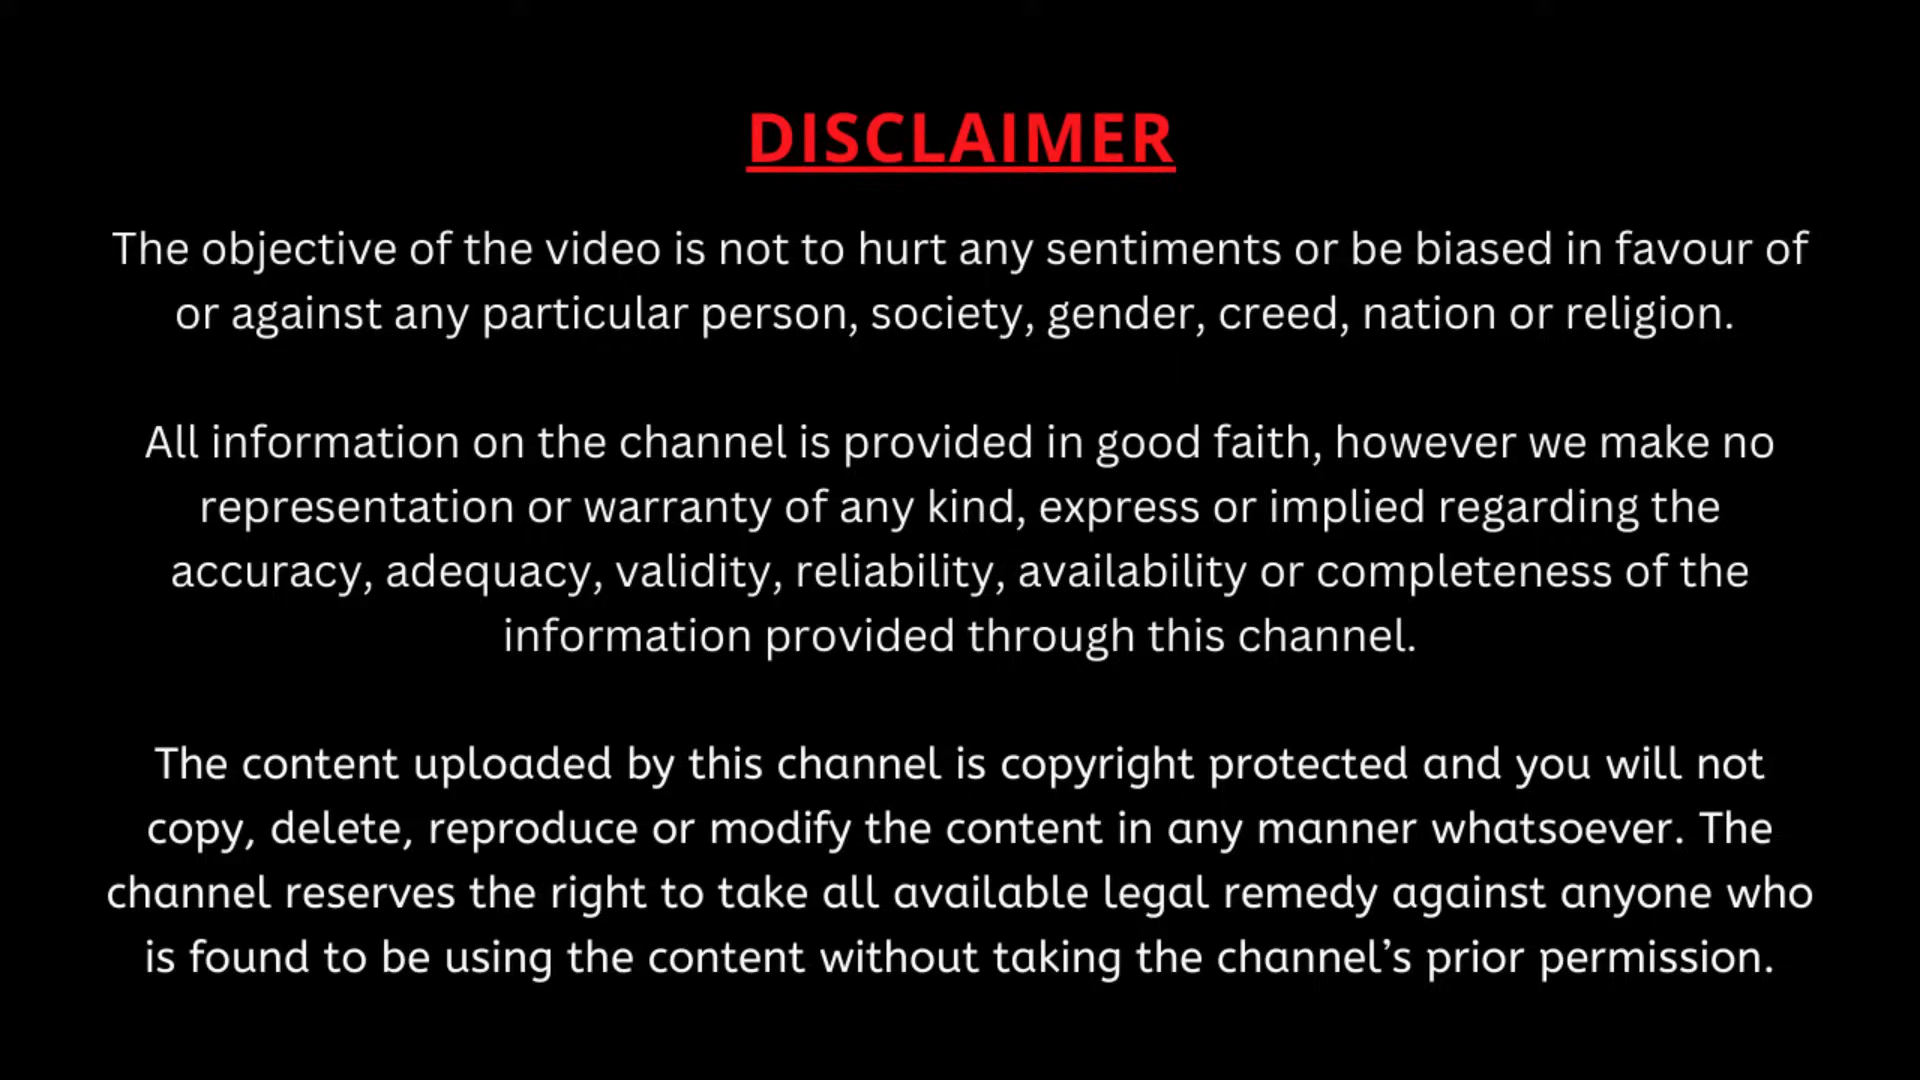 DISCLAIMER
The objective of the video is not to hurt any sentiments or be biased in favour of
or against any particular person, society, gender, creed, nation or religion.
All information on the channel is provided in good faith, however we make no
representation or warranty of any kind, express or implied regarding the
accuracy, adequacy, validity, reliability, availability or completeness of the
information provided through this channel.
The content uploaded by this channel is copyright protected and you will not
copy, delete, reproduce or modify the content in any manner whatsoever. The
channel reserves the right to take all available legal remedy against anyone who
is found to be using the content without taking the channel’s prior permission.